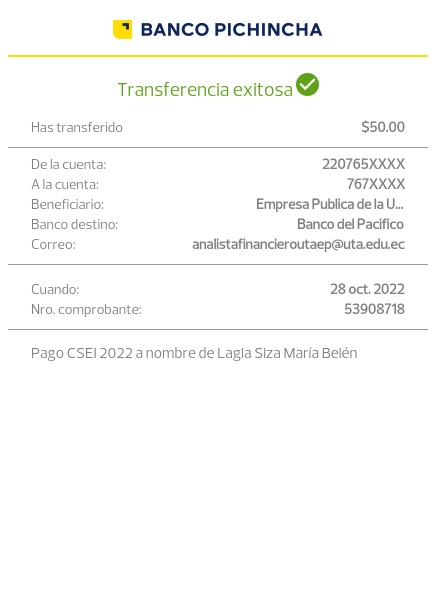 BANCO PICHINCHA
Transferencia exitosa
Has transferido $50.00
De la cuenta: 220765XXXX
A la cuenta: 767XXXX
Beneficiario: Empresa Publica de la U...
Banco destino: Banco del Pacifico
Correo: analistafinancieroutaep@uta.edu.ec
Cuando: 28 oct. 2022
Nro. comprobante: 53908718
Pago CSEI 2022 a nombre de Lagla Siza María Belén